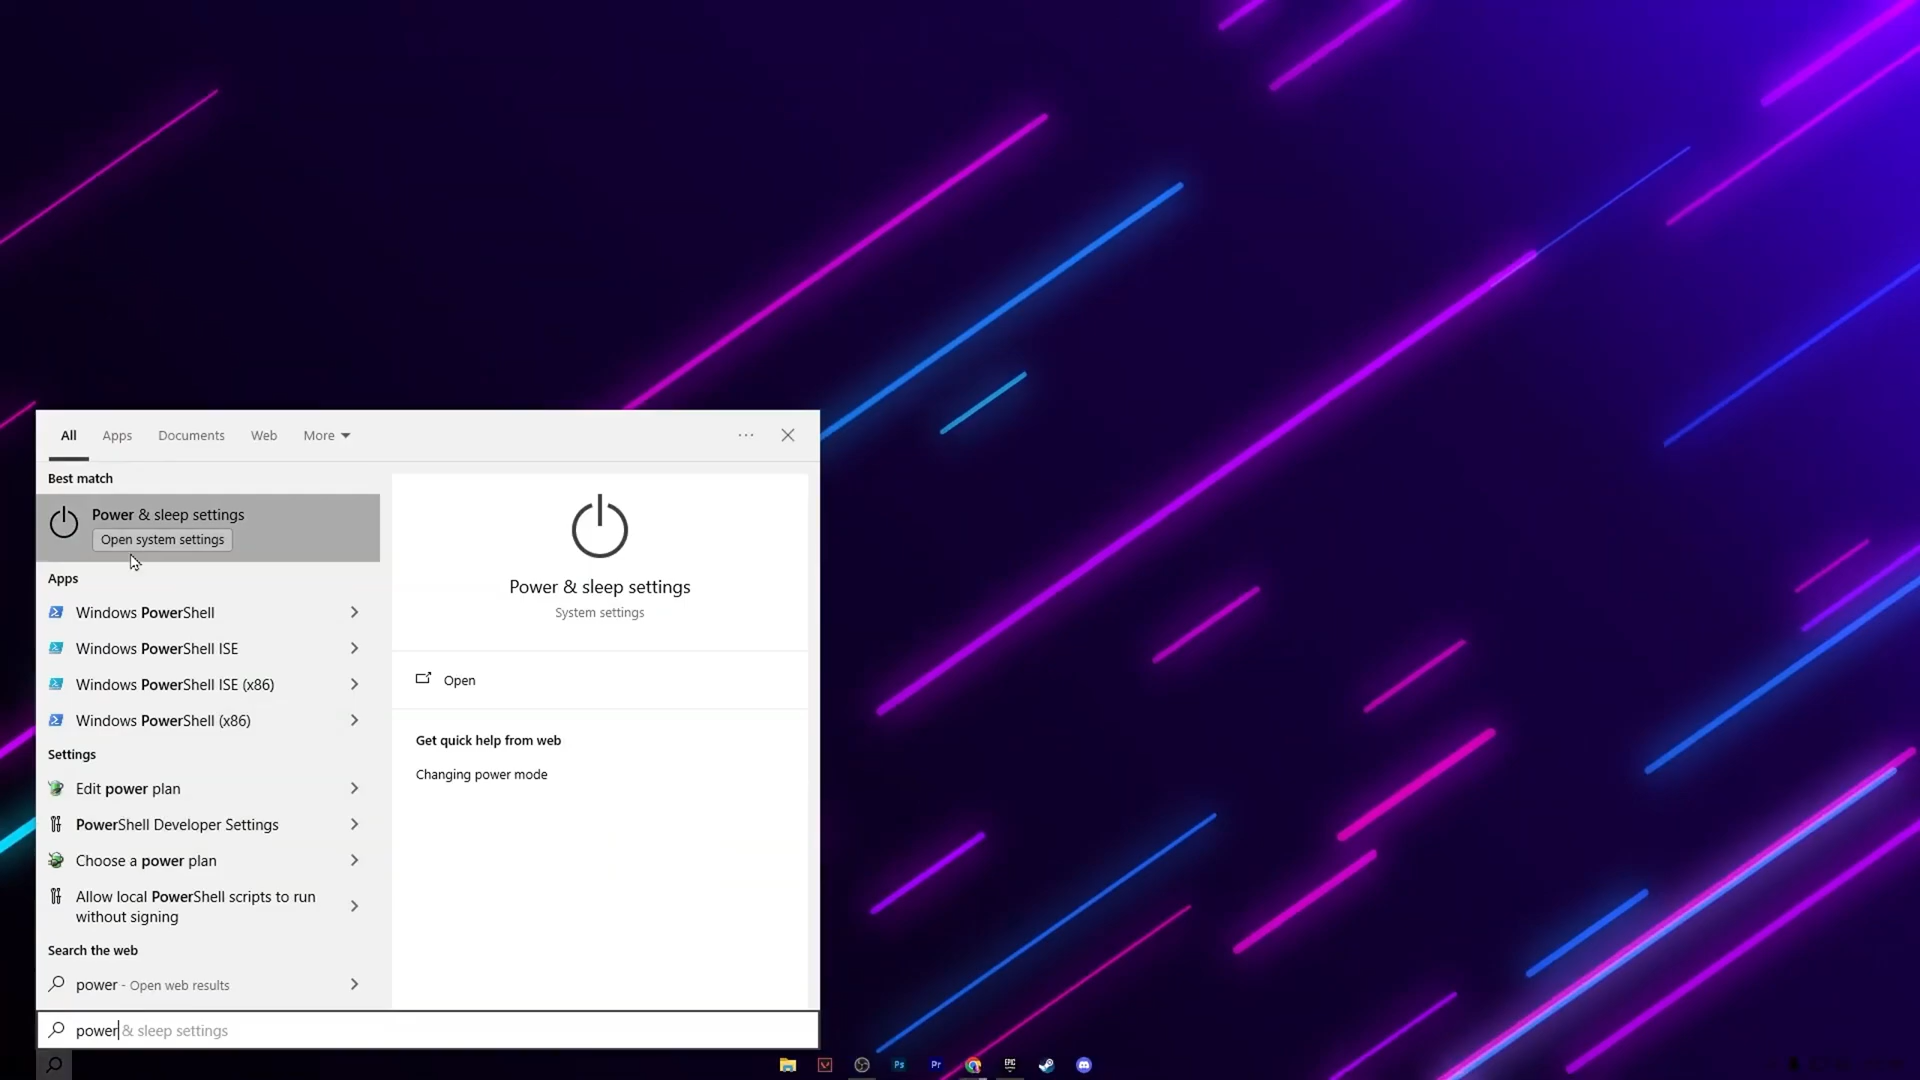 All Apps Documents Web More
Best match
Power & sleep settings
Open system settings
Apps
Windows PowerShell
Windows PowerShell ISE
Windows PowerShell ISE (x86)
Windows PowerShell (x86)
Settings
Edit power plan
PowerShell Developer Settings
Choose a power plan
Allow local PowerShell scripts to run
without signing
Search the web
power - Open web results
Power & sleep settings
System settings
Open
Get quick help from web
Changing power mode
power & sleep settings
Ps
Pr
EPIC